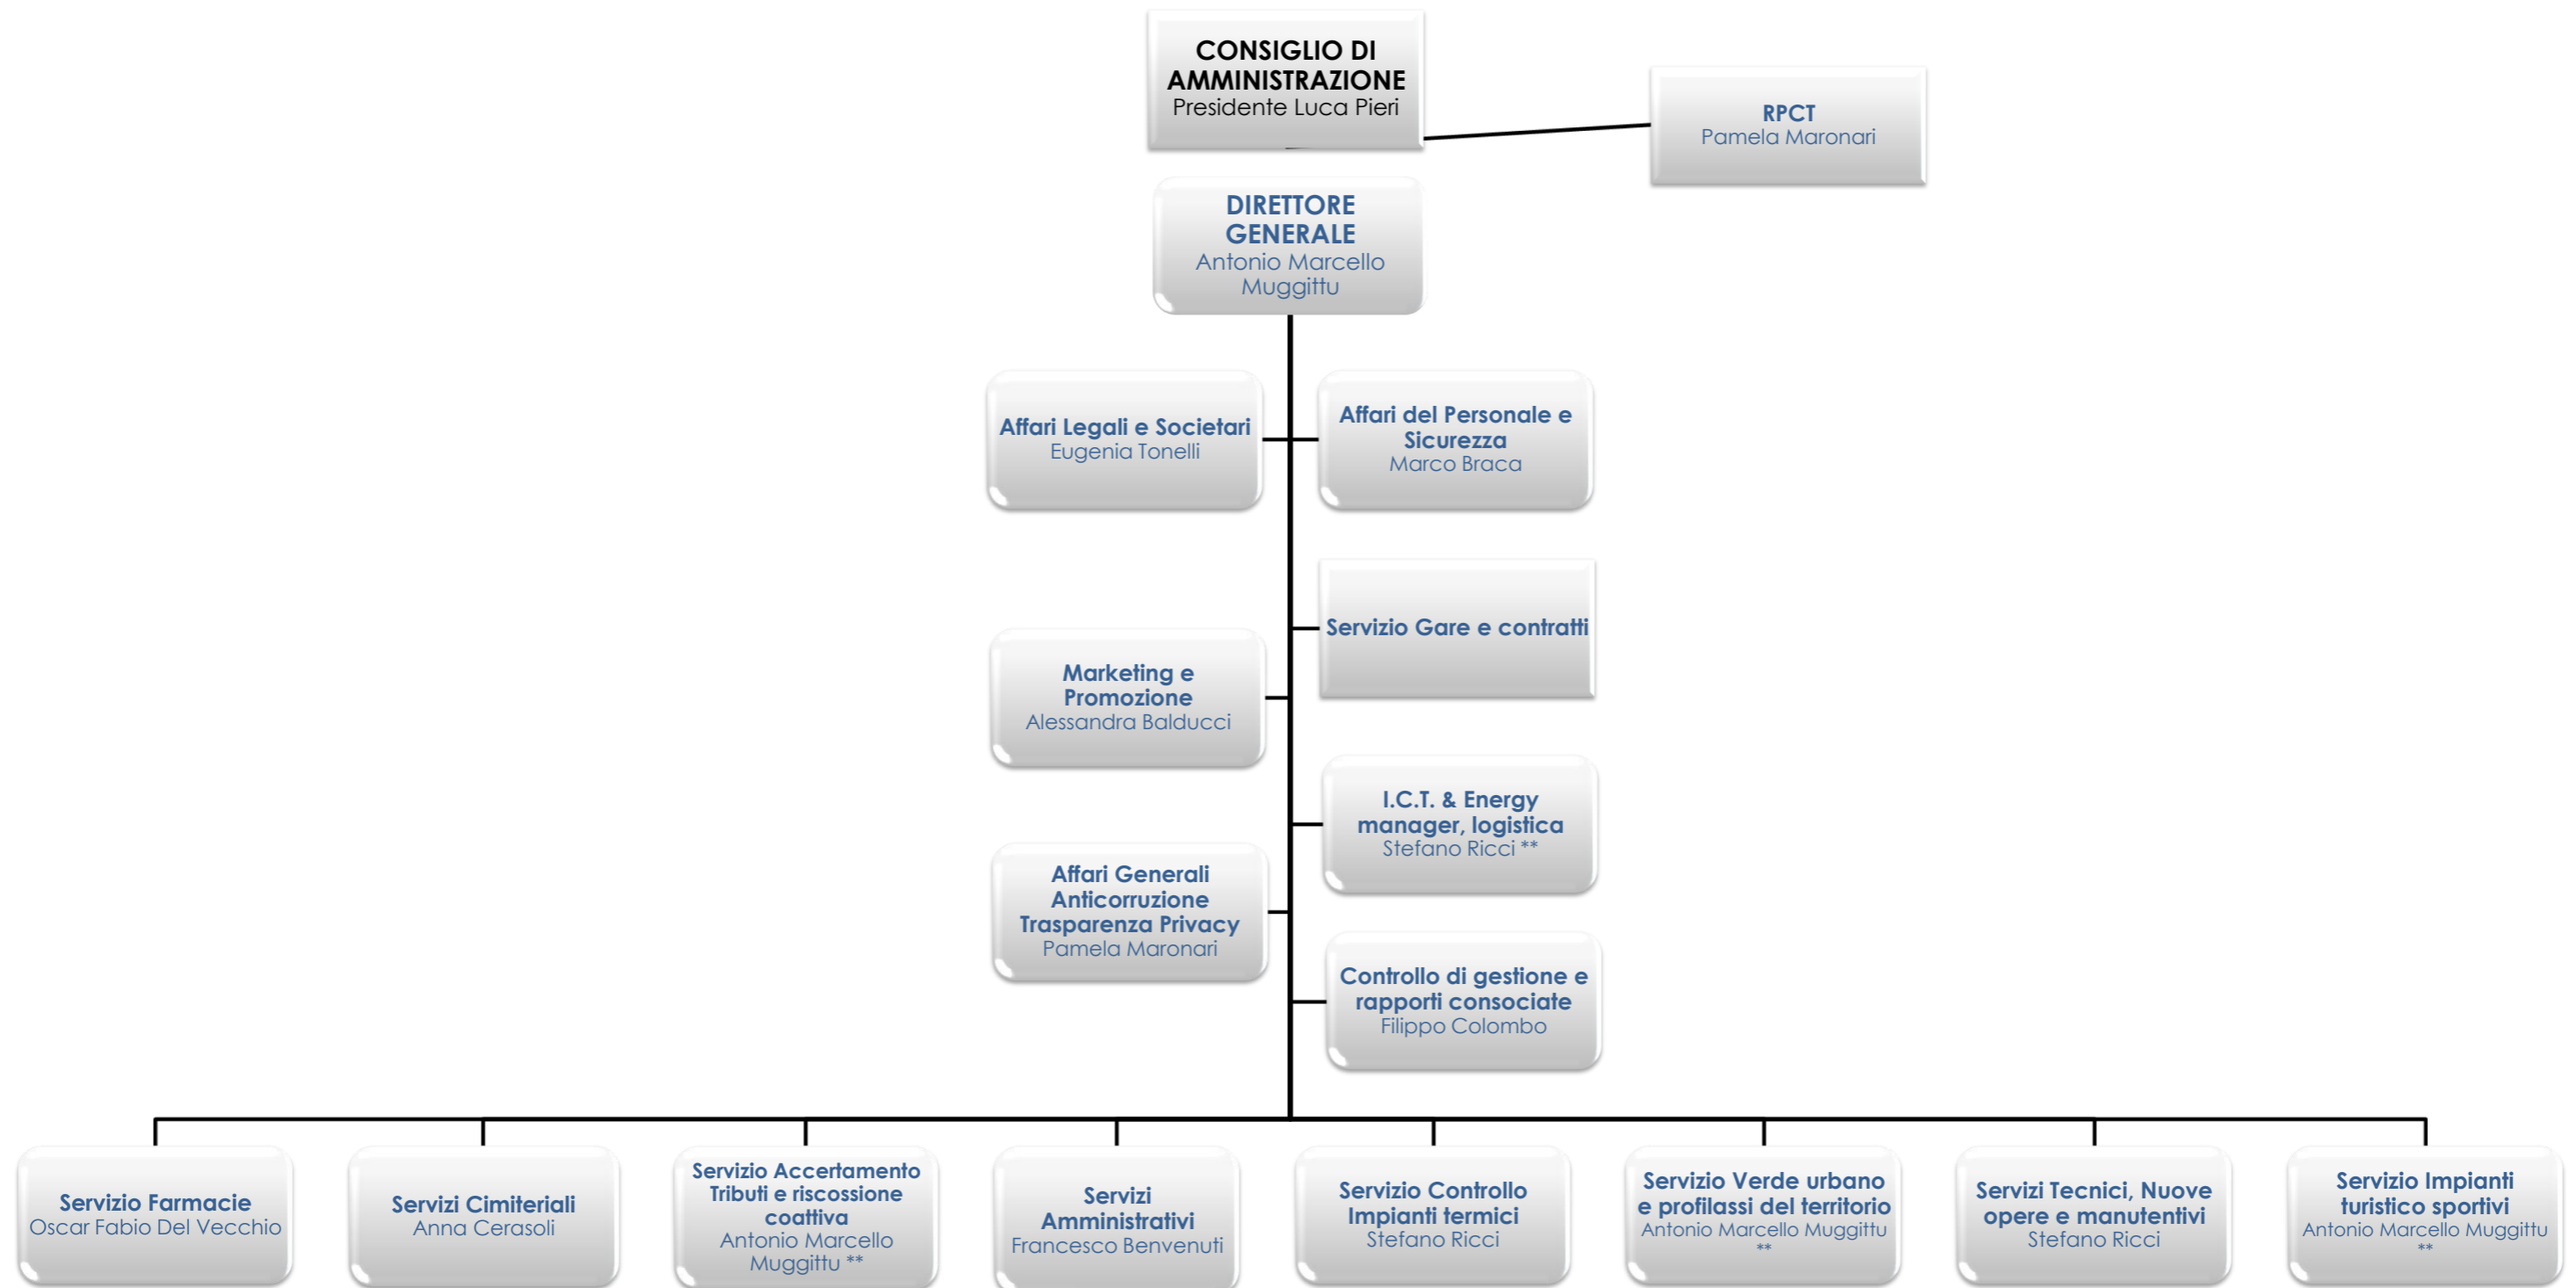 CONSIGLIO DI
AMMINISTRAZIONE
Presidente Luca Pieri
RPCT
Pamela Maronari
DIRETTORE
GENERALE
Antonio Marcello
Muggittu
Affari Legali e Societari
Eugenia Tonelli
Affari del Personale e
Sicurezza
Marco Braca
Servizio Gare e contratti
Marketing e
Promozione
Alessandra Balducci
I.C.T. & Energy
manager, logistica
Stefano Ricci **
Affari Generali
Anticorruzione
Trasparenza Privacy
Pamela Maronari
Controllo di gestione e
rapporti consociate
Filippo Colombo
Servizio Farmacie
Oscar Fabio Del Vecchio
Servizi Cimiteriali
Anna Cerasoli
Servizio Accertamento
Tributi e riscossione
coattiva
Antonio Marcello
Muggittu **
Servizi
Amministrativi
Francesco Benvenuti
Servizio Controllo
Impianti termici
Stefano Ricci
Servizio Verde urbano
e profilassi del territorio
Antonio Marcello Muggittu
**
Servizi Tecnici, Nuove
opere e manutentivi
Stefano Ricci
Servizio Impianti
turistico sportivi
Antonio Marcello Muggittu
**